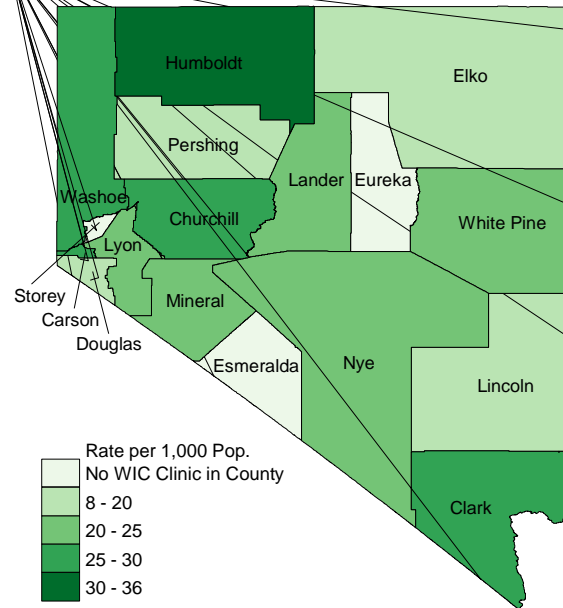 Humboldt
Elko
Pershing
Lander
Eureka
Washoe
Churchill
White Pine
Lyon
Storey
Carson
Douglas
Mineral
Esmeralda
Nye
Lincoln
Clark
Rate per 1,000 Pop.
No WIC Clinic in County
8 - 20
20 - 25
25 - 30
30 - 36